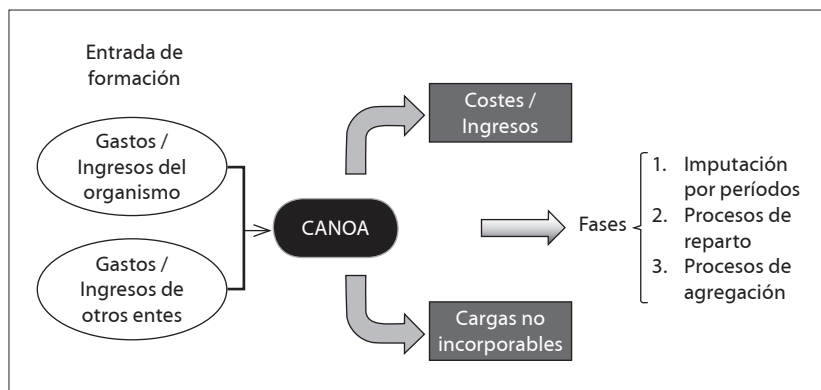 Entrada de
formación
Gastos /
Ingresos del
organismo
Gastos /
Ingresos de
otros entes
CANOA
Costes /
Ingresos
Cargas no
incorporables
Fases
1. Imputación
por períodos
2. Procesos de
reparto
3. Procesos de
agregación